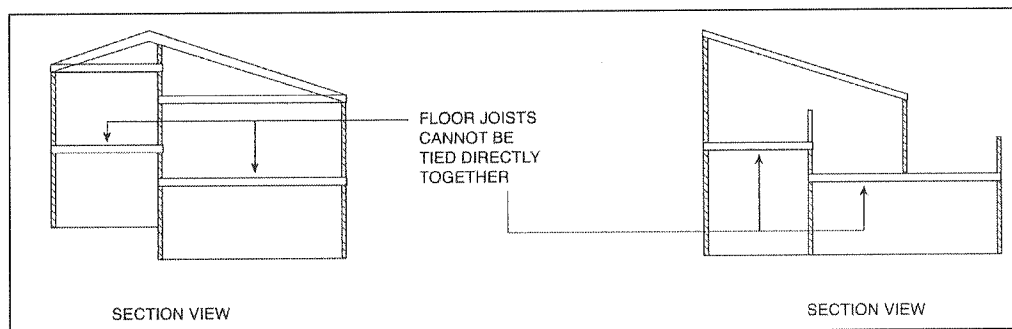 FLOOR JOISTS
CANNOT BE
TIED DIRECTLY
TOGETHER
SECTION VIEW
SECTION VIEW